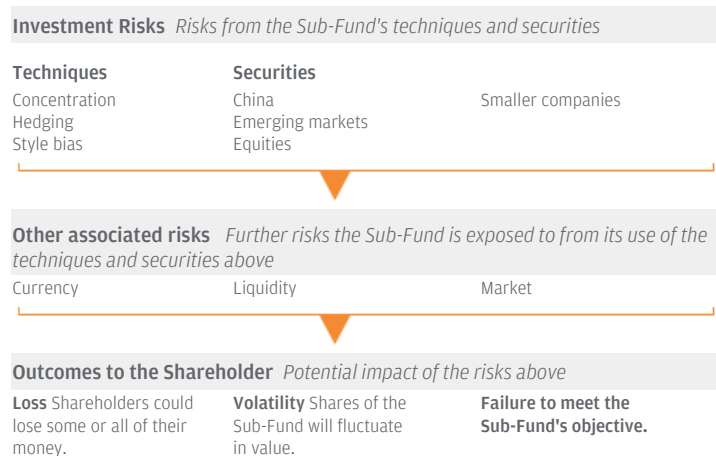 Investment Risks Risks from the Sub-Fund's techniques and securities
Techniques
Concentration
Hedging
Style bias
Securities
China
Emerging markets
Equities
Smaller companies
Other associated risks Further risks the Sub-Fund is exposed to from its use of the
techniques and securities above
Currency
Liquidity
Market
Outcomes to the Shareholder Potential impact of the risks above
Loss Shareholders could
lose some or all of their
money.
Volatility Shares of the
Sub-Fund will fluctuate
in value.
Failure to meet the
Sub-Fund's objective.